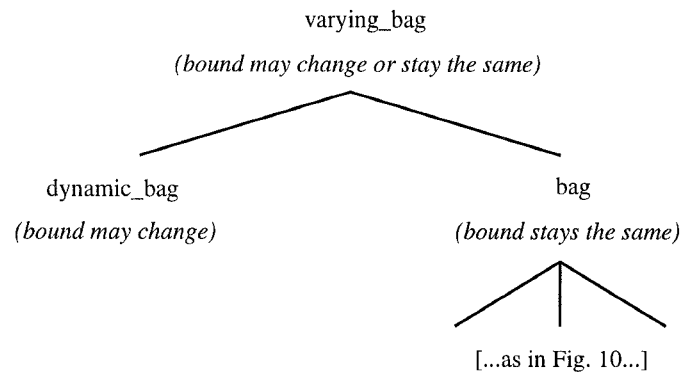 varying_bag
(bound may change or stay the same)
dynamic_bag
bag
(bound may change)
(bound stays the same)
[...as in Fig. 10...]